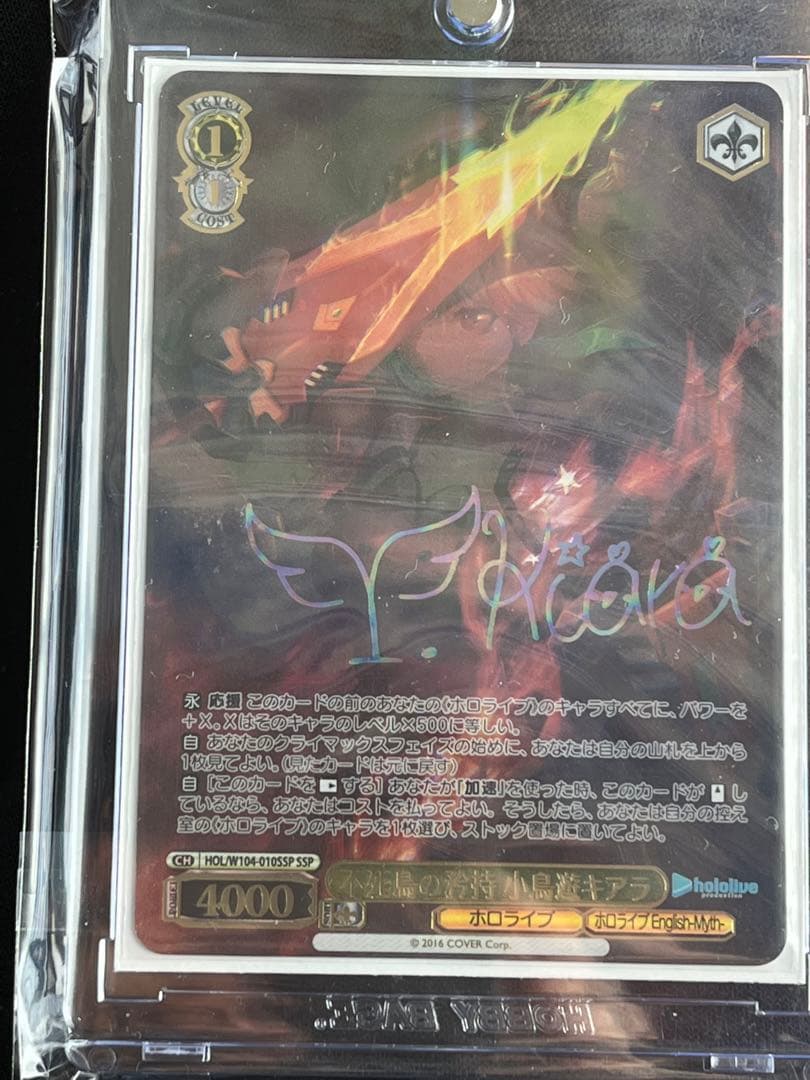 LEVEL
1
1
COST
T. Kiara
永 応援 このカードの前のあなたの《ホロライブ》のキャラすべてに、パワーを
+X。Xはそのキャラのレベル×500に等しい。
自 あなたのクライマックスフェイズの始めに、あなたは自分の山札を上から
1枚見てよい。(見たカードは元に戻す)
自 [このカードを する] あなたが「加速」を使った時、このカードが し
ているなら、あなたはコストを払ってよい。そうしたら、あなたは自分の控え
室の《ホロライブ》のキャラを1枚選び、ストック置場に置いてよい。
CH HOL/W104-010SSP SSP
4000 不死鳥の矜持 小鳥遊キアラ hololive production
ホロライブ ホロライブ English-Myth-
© 2016 COVER Corp.
HOBBY BASE